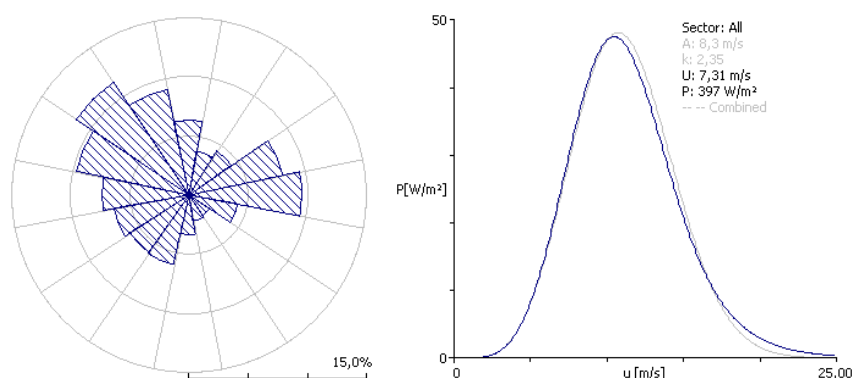 15,0%
50
Sector: All
A: 8,3 m/s
k: 2,35
U: 7,31 m/s
P: 397 W/m²
-- -- Combined
P[W/m²]
0
0
u [m/s]
25.00